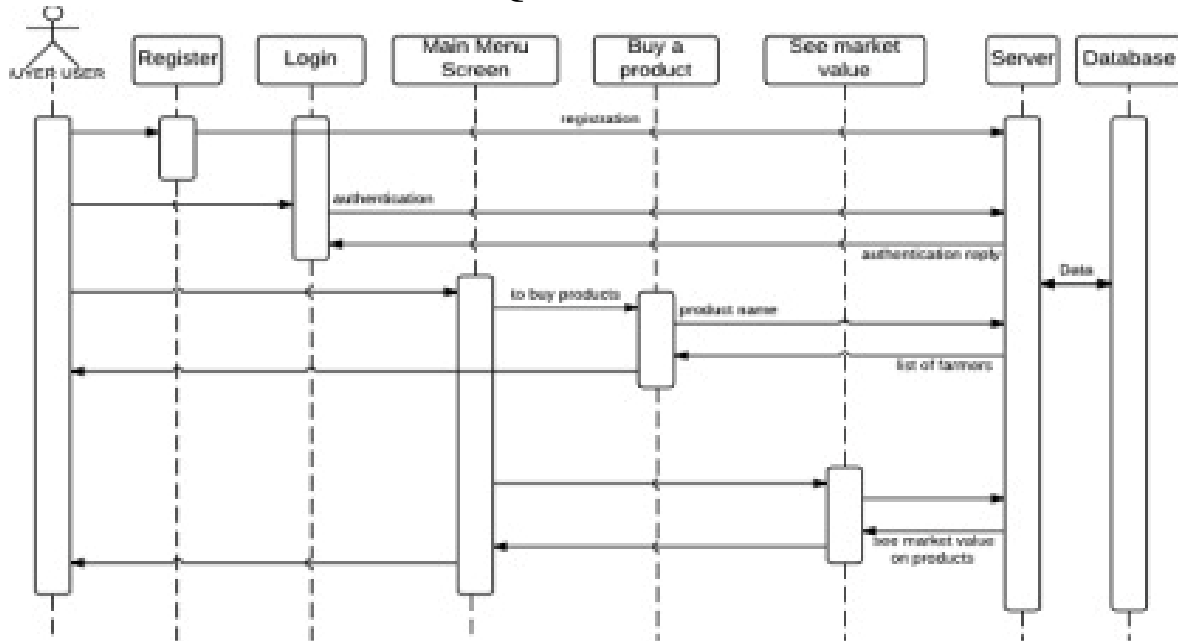 UYER USER
Register
Login
Main Menu
Screen
Buy a
product
See market
value
Server
Database
registration
authentication
authentication reply
Data
to buy products
product name
list of farmers
See market value
on products